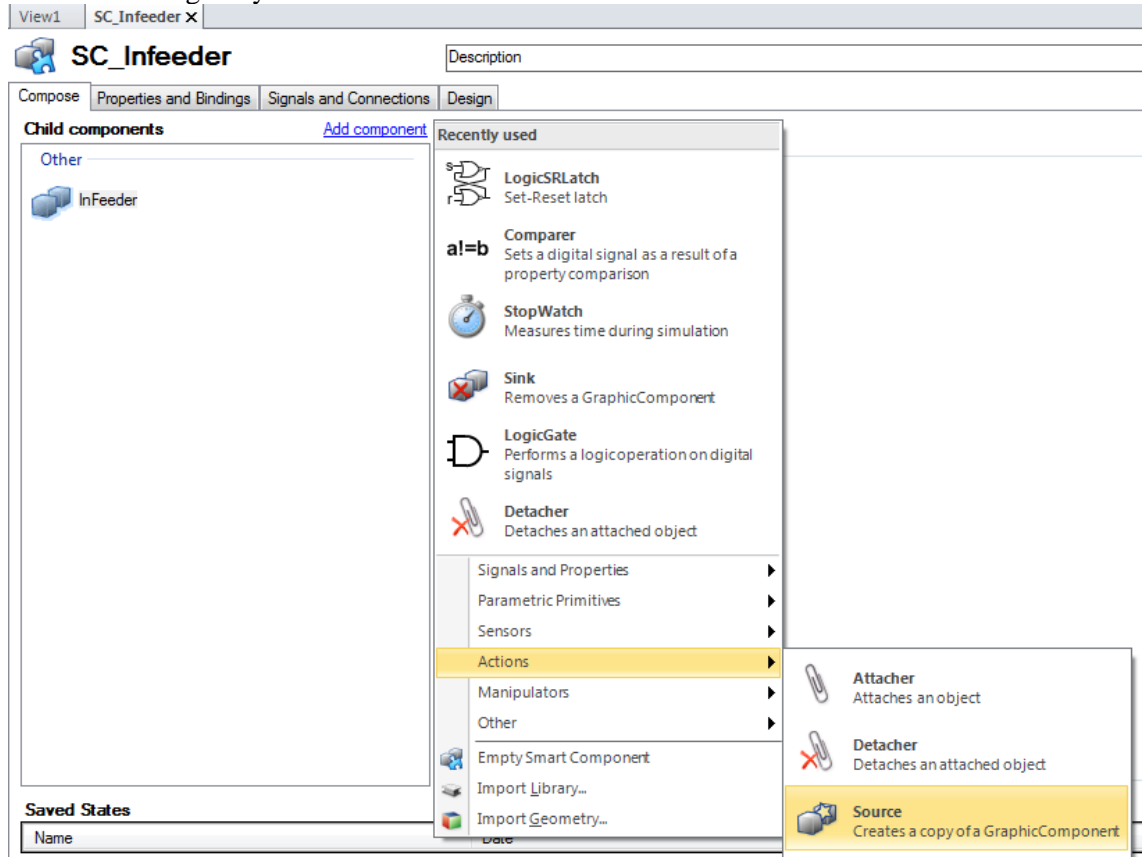 View1 SC_Infeeder
SC_Infeeder
Description
Compose Properties and Bindings Signals and Connections Design
Child components Add component
Other
InFeeder
Recently used
LogicSRLatch
Set-Reset latch
a!=b
Comparer
Sets a digital signal as a result of a
property comparison
StopWatch
Measures time during simulation
Sink
Removes a GraphicComponent
LogicGate
Performs a logic operation on digital
signals
Detacher
Detaches an attached object
Signals and Properties
Parametric Primitives
Sensors
Actions
Manipulators
Other
Empty Smart Component
Import Library...
Import Geometry...
Attacher
Attaches an object
Detacher
Detaches an attached object
Source
Creates a copy of a GraphicComponent
Saved States
Name Date